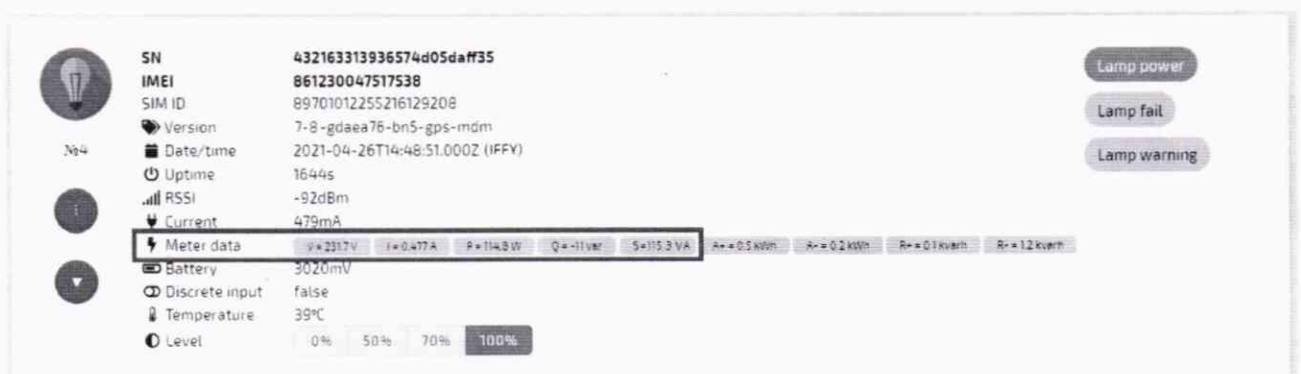 SN 432163313936574d05daff35
IMEI 861230047517538
SIM ID 89701012255216129208
Version 7-8-gdaea76-bn5-gps-mdm
№4
Date/time 2021-04-26T14:48:51.000Z (IFFY)
Uptime 1644s
RSSI -92dBm
Current 479mA
Meter data V = 231.7 V I = 0.477 A P = 114.8 W Q = -11 var S=115.3 VA A+ = 0.5 kWh A- = 0.2 kWh R+ = 0.1 kvarh R- = 1.2 kvarh
Battery 3020mV
Discrete input false
Temperature 39°C
Level 0% 50% 70% 100%
Lamp power
Lamp fail
Lamp warning